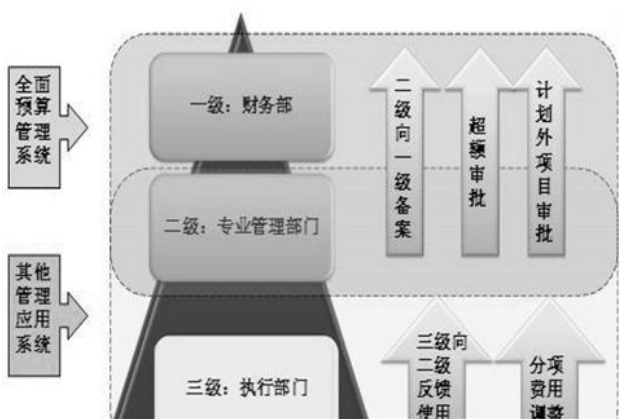 全面
预算
管理
系统
一级：财务部
二级向一级备案
超额审批
计划外项目审批
二级：专业管理部门
其他
管理
应用
系统
三级：执行部门
三级向
二级
反馈
使用
分项
费用
调整